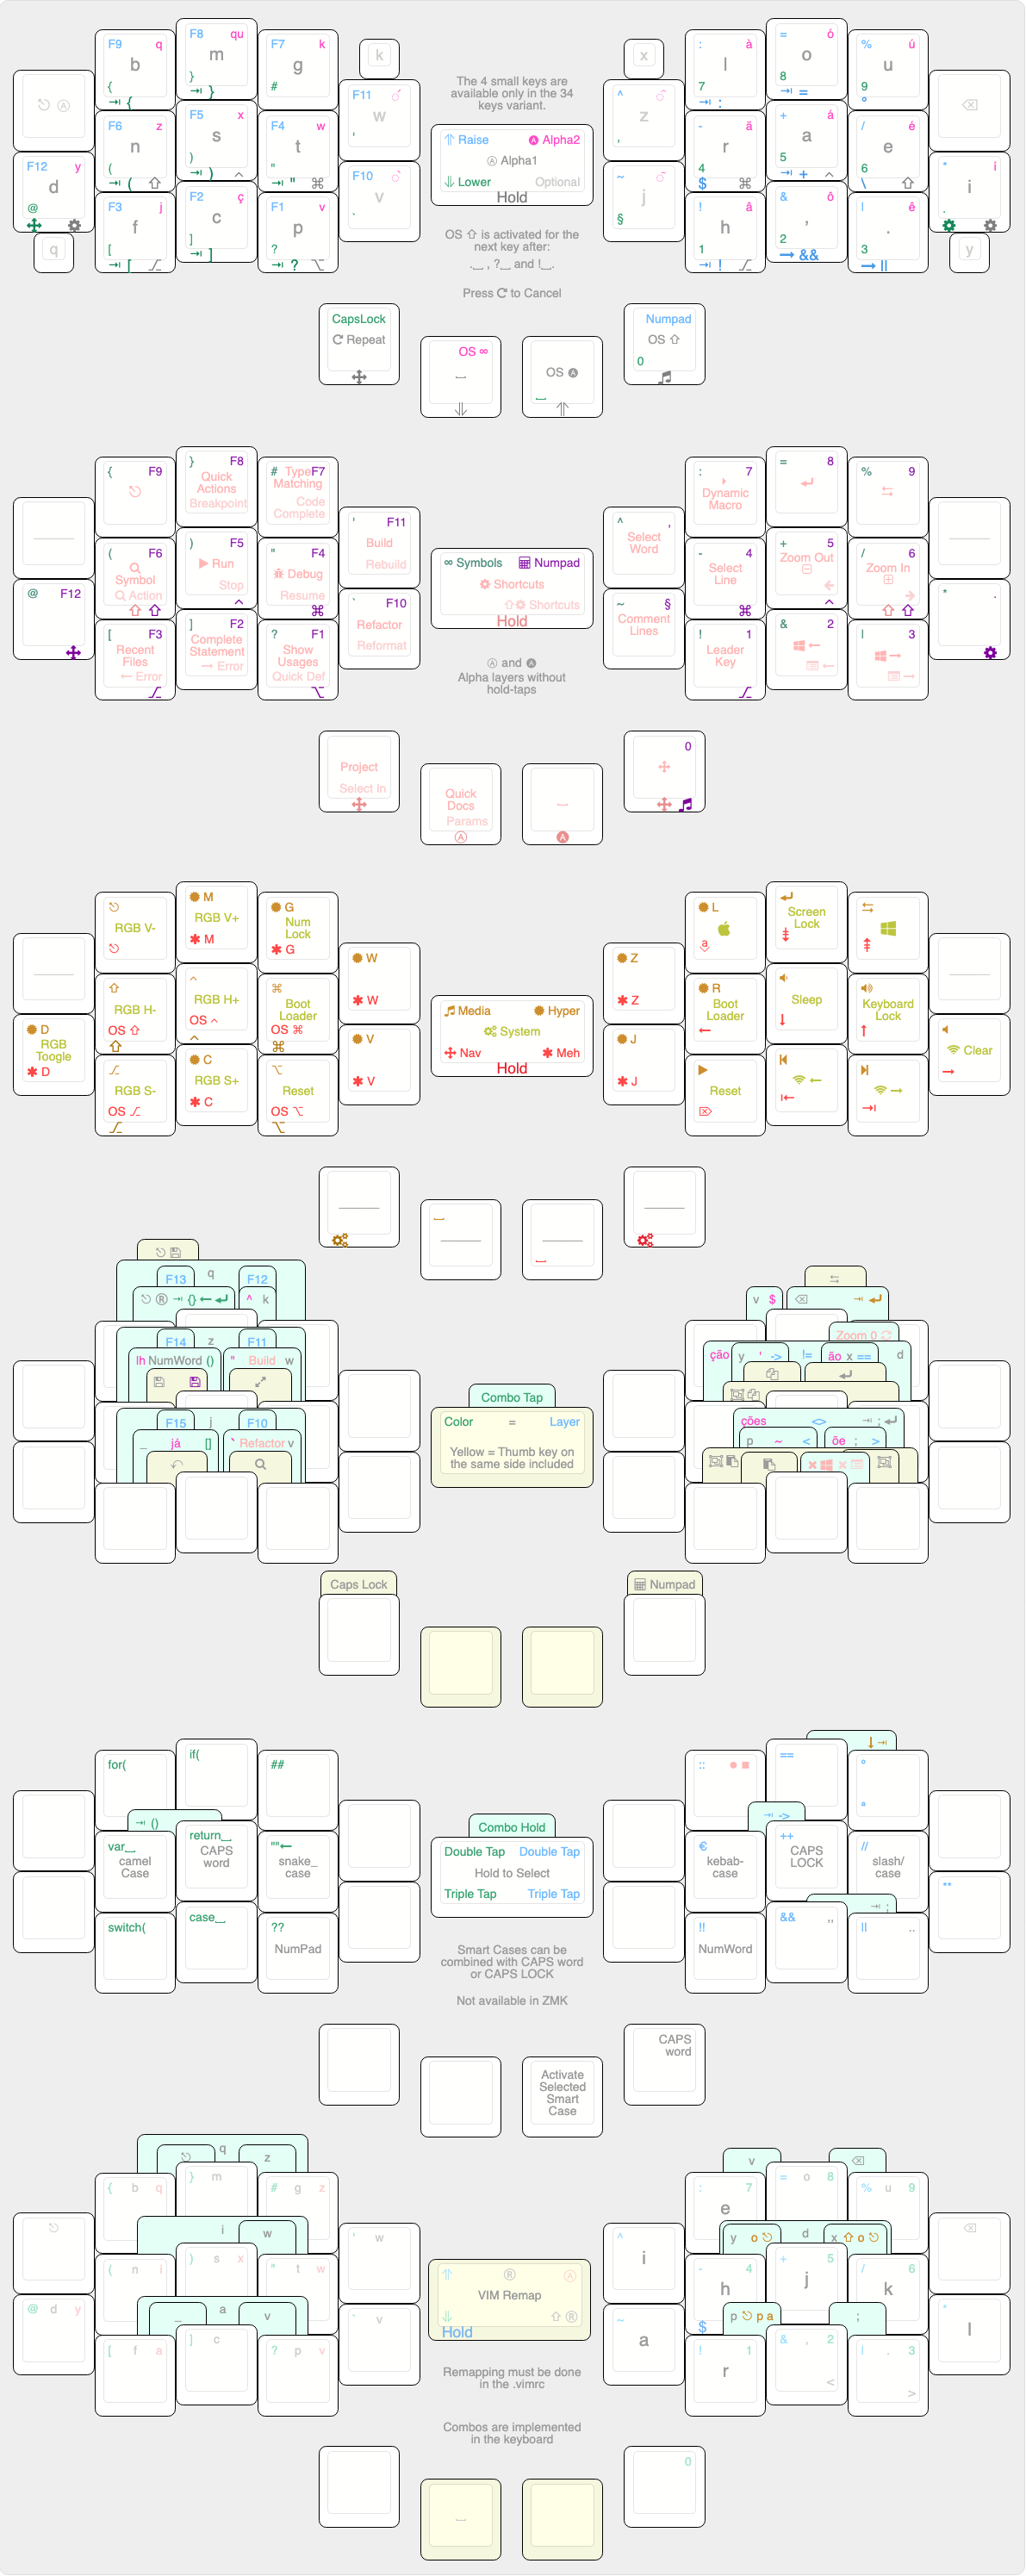 F9 q
b
{
⇥ {
F8 qu
m
}
⇥ }
F7 k
g
#
k
The 4 small keys are
available only in the 34
keys variant.
x
: à
l
7
⇥ :
= ó
o
8
⇥ =
% ú
u
9
°
F6 z
n
(
⇥ ( ⇧
F5 x
s
)
⇥ ) ^
F4 w
t
"
⇥ " ⌘
F11
w
'
⇑ Raise Alpha2
Ⓐ Alpha1
⇓ Lower Optional
Hold
^
z
,
- ã
r
4
$ ⌘
+ á
a
5
⇥ + ^
/ é
e
6
\ ⇧
F12 y
d
@
F3 j
f
[
⇥ [ ⌥
F2 ç
c
]
⇥ ]
F1 v
p
?
⇥ ? ⌥
F10
v
`
~
j
§
! â
h
1
⇥ ! ⌥
& ô
,
2
→ &&
| ê
.
3
→ ||
* í
i
.
q
OS ⇧ is activated for the
next key after:
.⎵ , ?⎵ and !⎵.
Press to Cancel
y
CapsLock
Repeat
OS ∞
⎵
OS
⎵
Numpad
OS ⇧
0
{ F9
} F8
Quick
Actions
Breakpoint
# Type F7
Matching
Code
Complete
: 7
Dynamic
Macro
= 8
% 9
( F6
Symbol
Action
) F5
Run
Stop
" F4
Debug
Resume
' F11
Build
Rebuild
∞ Symbols Numpad
Shortcuts
Shortcuts
Hold
^ ,
Select
Word
- 4
Select
Line
+ 5
Zoom Out
/ 6
Zoom In
@ F12
[ F3
Recent
Files
← Error
] F2
Complete
Statement
→ Error
? F1
Show
Usages
Quick Def
` F10
Refactor
Reformat
Ⓐ and 🅐
Alpha layers without
hold-taps
~ §
Comment
Lines
! 1
Leader
Key
& 2
| 3
* .
Project
Select In
Quick
Docs
Params
0
RGB V-
M
RGB V+
M
G
Num
Lock
G
L
a
Screen
Lock
RGB H-
OS ⇧
RGB H+
OS ^
⌘
Boot
Loader
OS ⌘
W
W
Media Hyper
System
Nav Meh
Hold
Z
Z
R
Boot
Loader
Sleep
Keyboard
Lock
D
RGB
Toogle
D
RGB S-
OS ⌥
C
RGB S+
C
Reset
OS ⌥
V
V
J
J
Reset
Clear
q
F13 F12
{} ^ k
z
F14 F11
lh NumWord () " Build w
j
F15 F10
_ já [] ` Refactor v
Combo Tap
Color = Layer
Yellow = Thumb key on
the same side included
v $
Zoom 0
ção y ' -> != ão x == d
ções <> ;
p ~ < õe ; >
Caps Lock
Numpad
for(
if(
##
::
==
°
ª
⇥ ()
⇥ ->
var⎵
camel
Case
return⎵
CAPS
word
""←
snake_
case
Combo Hold
Double Tap Double Tap
Hold to Select
Triple Tap Triple Tap
€
kebab-
case
++
CAPS
LOCK
//
slash/
case
**
switch(
case⎵
??
NumPad
Smart Cases can be
combined with CAPS word
or CAPS LOCK
Not available in ZMK
!!
NumWord
&& ,,
|| ..
⇥ ;
Activate
Selected
Smart
Case
CAPS
word
q
z
{ b q
} m
# g z
v
: 7
e
= o 8
% u 9
i
w
( n i
) s x
" t w
' w
VIM Remap
Hold
^
i
y o d x o
- 4
h
$
+ 5
j
/ 6
k
@ d y
_ a v
[ f a
] c
? p v
` v
~
a
p p a ;
! 1
r
& , 2
<
| . 3
>
*
l
Remapping must be done
in the .vimrc
Combos are implemented
in the keyboard
0